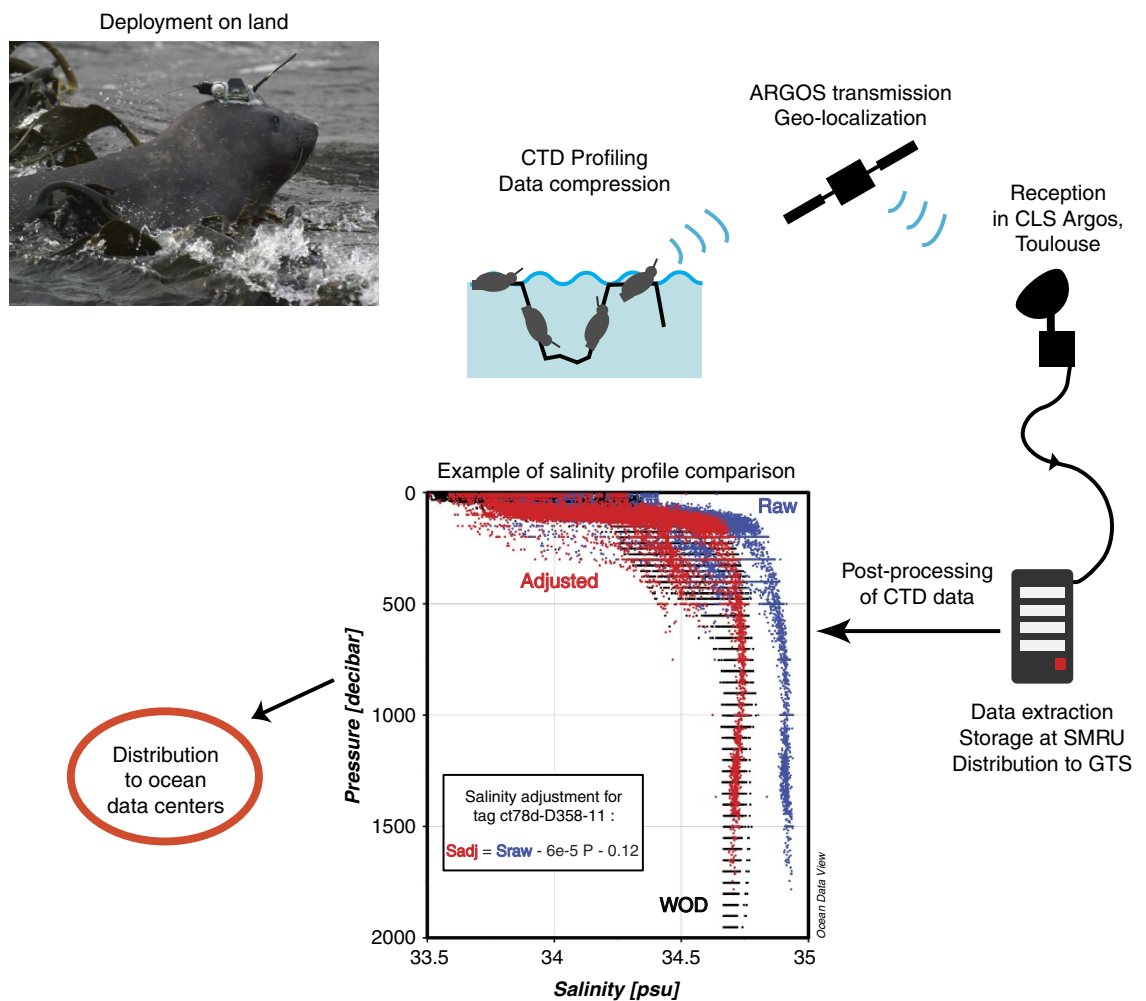 Deployment on land
ARGOS transmission
Geo-localization
CTD Profiling
Data compression
Reception
in CLS Argos,
Toulouse
Example of salinity profile comparison
0
500
1000
1500
2000
Pressure [decibar]
Raw
Adjusted
Salinity adjustment for
tag ct78d-D358-11 :
Sadj = Sraw - 6e-5 P - 0.12
WOD
Ocean Data View
33.5
34
34.5
35
Salinity [psu]
Post-processing
of CTD data
Data extraction
Storage at SMRU
Distribution to GTS
Distribution
to ocean
data centers